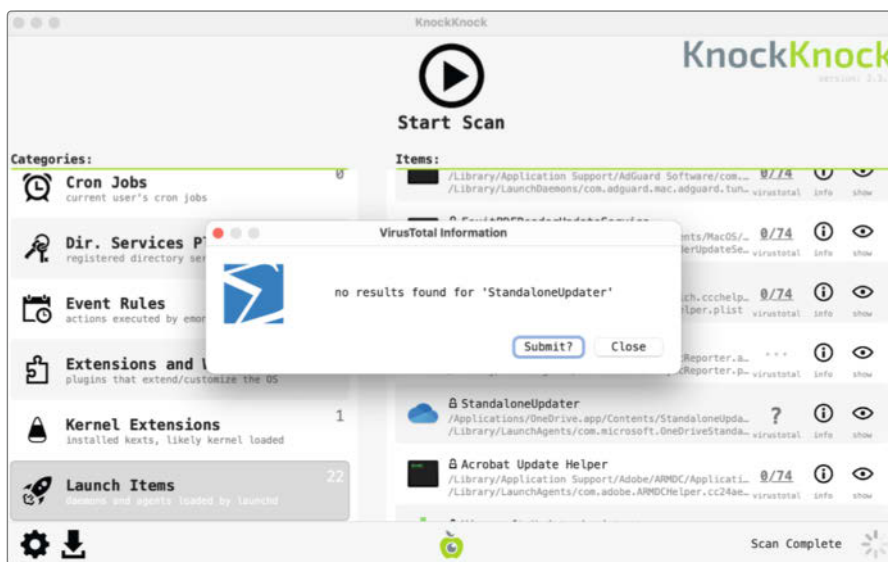 KnockKnock
KnockKnock
Start Scan
Categories:
0
Cron Jobs
current user's cron jobs
Dir. Services
registered directory
Event Rules
actions executed by
Extensions and
plugins that extend/customize the OS
1
Kernel Extensions
installed kexts, likely kernel loaded
22
Launch Items
daemons and agents loaded by launchd
Items:
/Library/Application Support/AdGuard Software/com.…
/Library/LaunchDaemons/com.adguard.mac.adguard.tun…
0/74
virustotal
info
show
0/74
virustotal
info
show
0/74
virustotal
info
show
...
virustotal
info
show
StandaloneUpdater
/Applications/OneDrive.app/Contents/StandaloneUpda…
/Library/LaunchAgents/com.microsoft.OneDriveStanda…
?
virustotal
info
show
Acrobat Update Helper
/Library/Application Support/Adobe/ARMDC/Applicati…
/Library/LaunchAgents/com.adobe.ARMDCHelper.cc24ae…
0/74
virustotal
info
show
VirusTotal Information
no results found for 'StandaloneUpdater'
Submit?
Close
Scan Complete